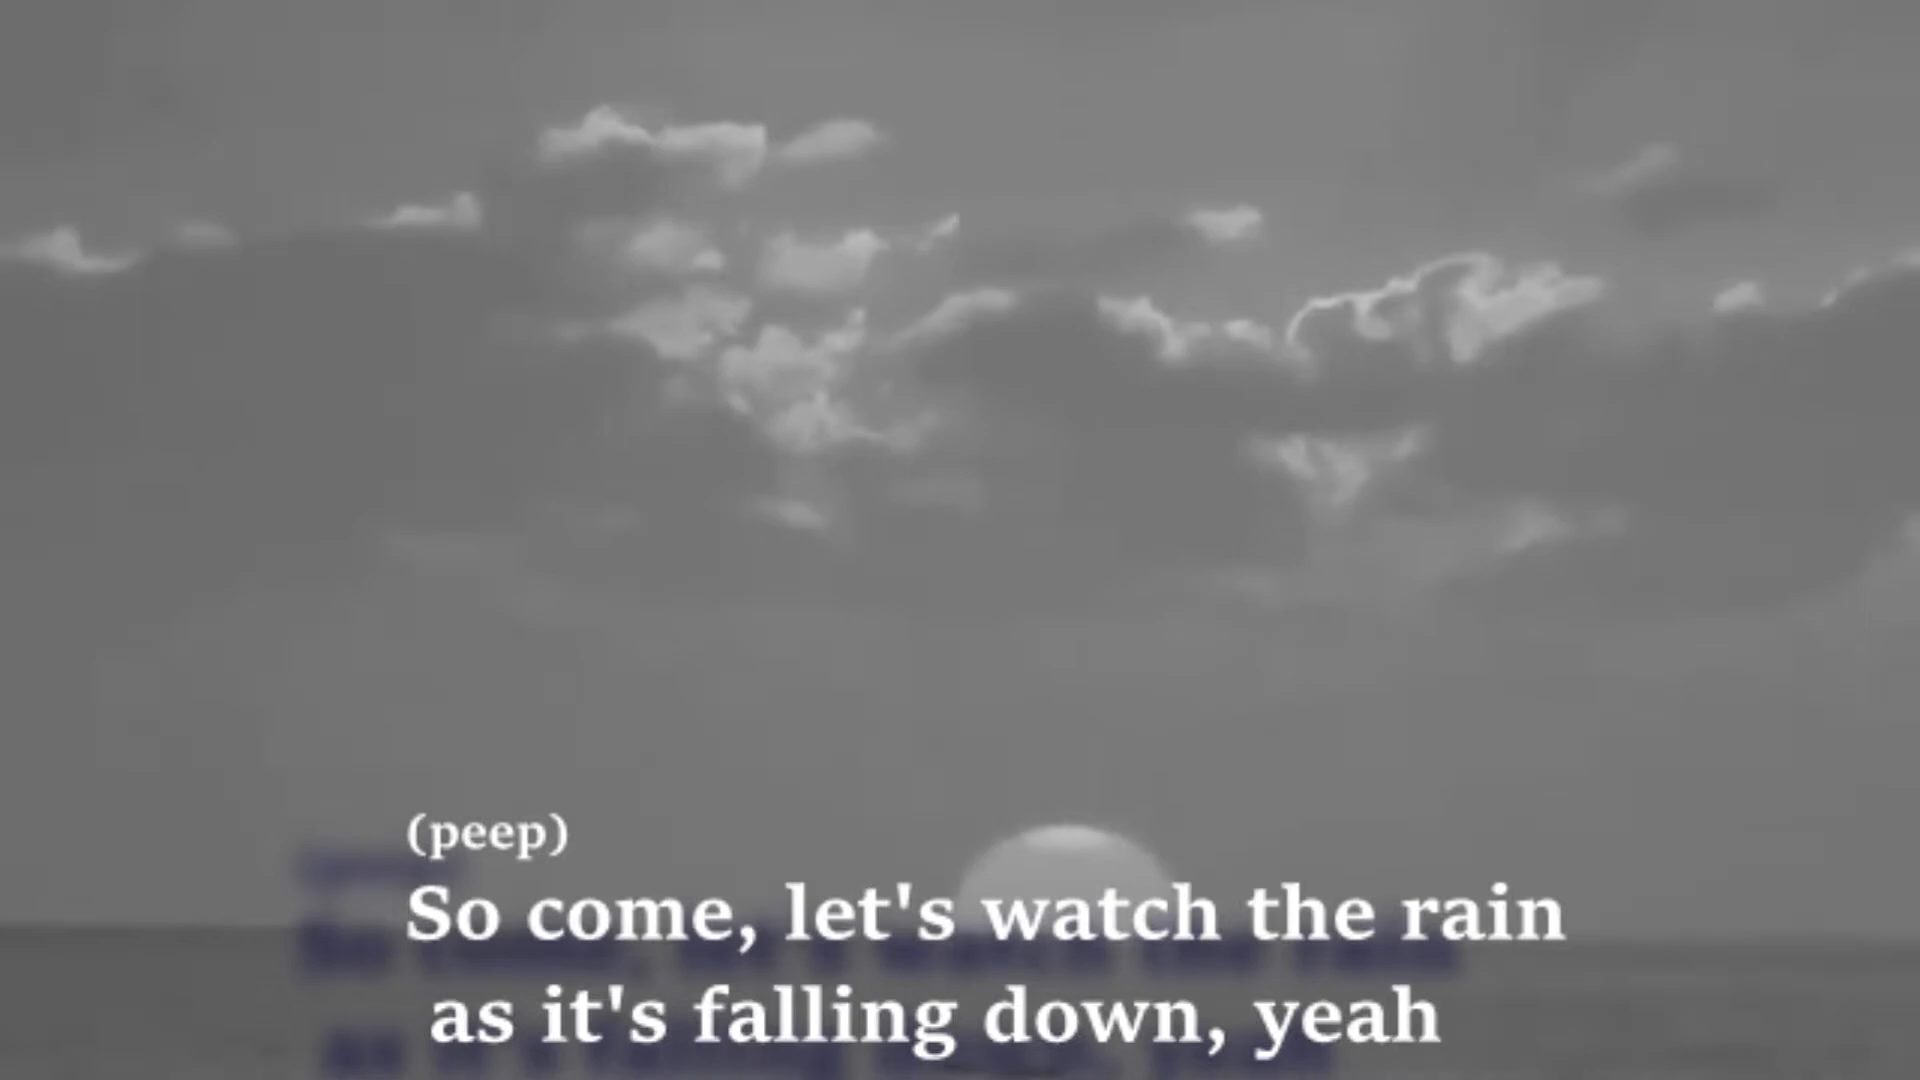 (peep)
So come, let's watch the rain
as it's falling down, yeah